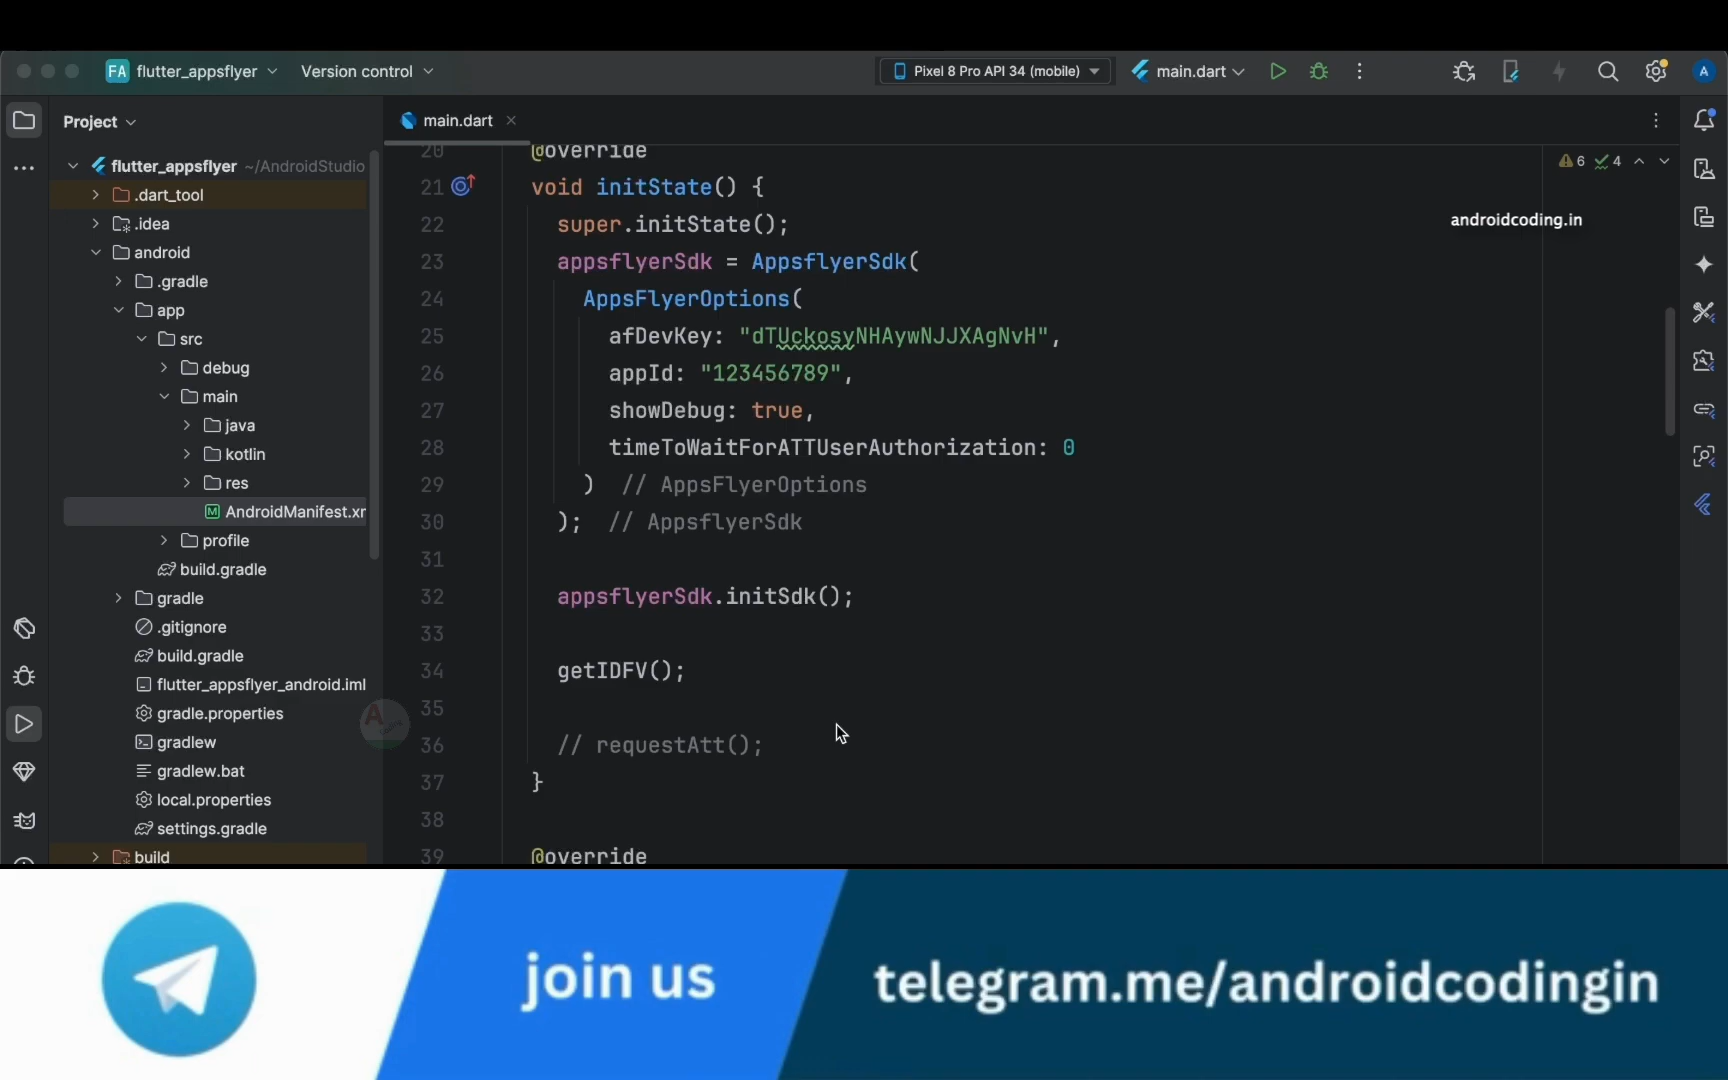 FA flutter_appsflyer Version control Pixel 8 Pro API 34 (mobile) main.dart A
Project
main.dart
flutter_appsflyer ~/AndroidStudio
.dart_tool
.idea
android
.gradle
app
src
debug
main
java
kotlin
res
AndroidManifest.xr
profile
build.gradle
gradle
.gitignore
build.gradle
flutter_appsflyer_android.iml
gradle.properties
gradlew
gradlew.bat
local.properties
settings.gradle
build
6 4
androidcoding.in
20 @override
21 void initState() {
22 super.initState();
23 appsflyerSdk = AppsflyerSdk(
24 AppsFlyerOptions(
25 afDevKey: "dTUckosyNHAywNJJXAgNvH",
26 appId: "123456789",
27 showDebug: true,
28 timeToWaitForATTUserAuthorization: 0
29 ) // AppsFlyerOptions
30 ); // AppsflyerSdk
31
32 appsflyerSdk.initSdk();
33
34 getIDFV();
35
36 // requestAtt();
37 }
38
39 @override
join us
telegram.me/androidcodingin